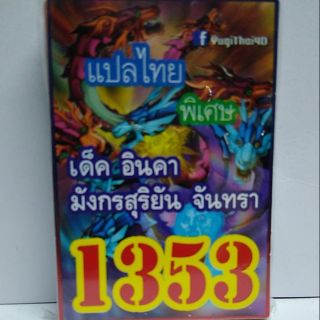 f YugiThai4D
แปลไทย
พิเศษ
เด็ค อินคา
มังกรสุริยัน จันทรา
1353